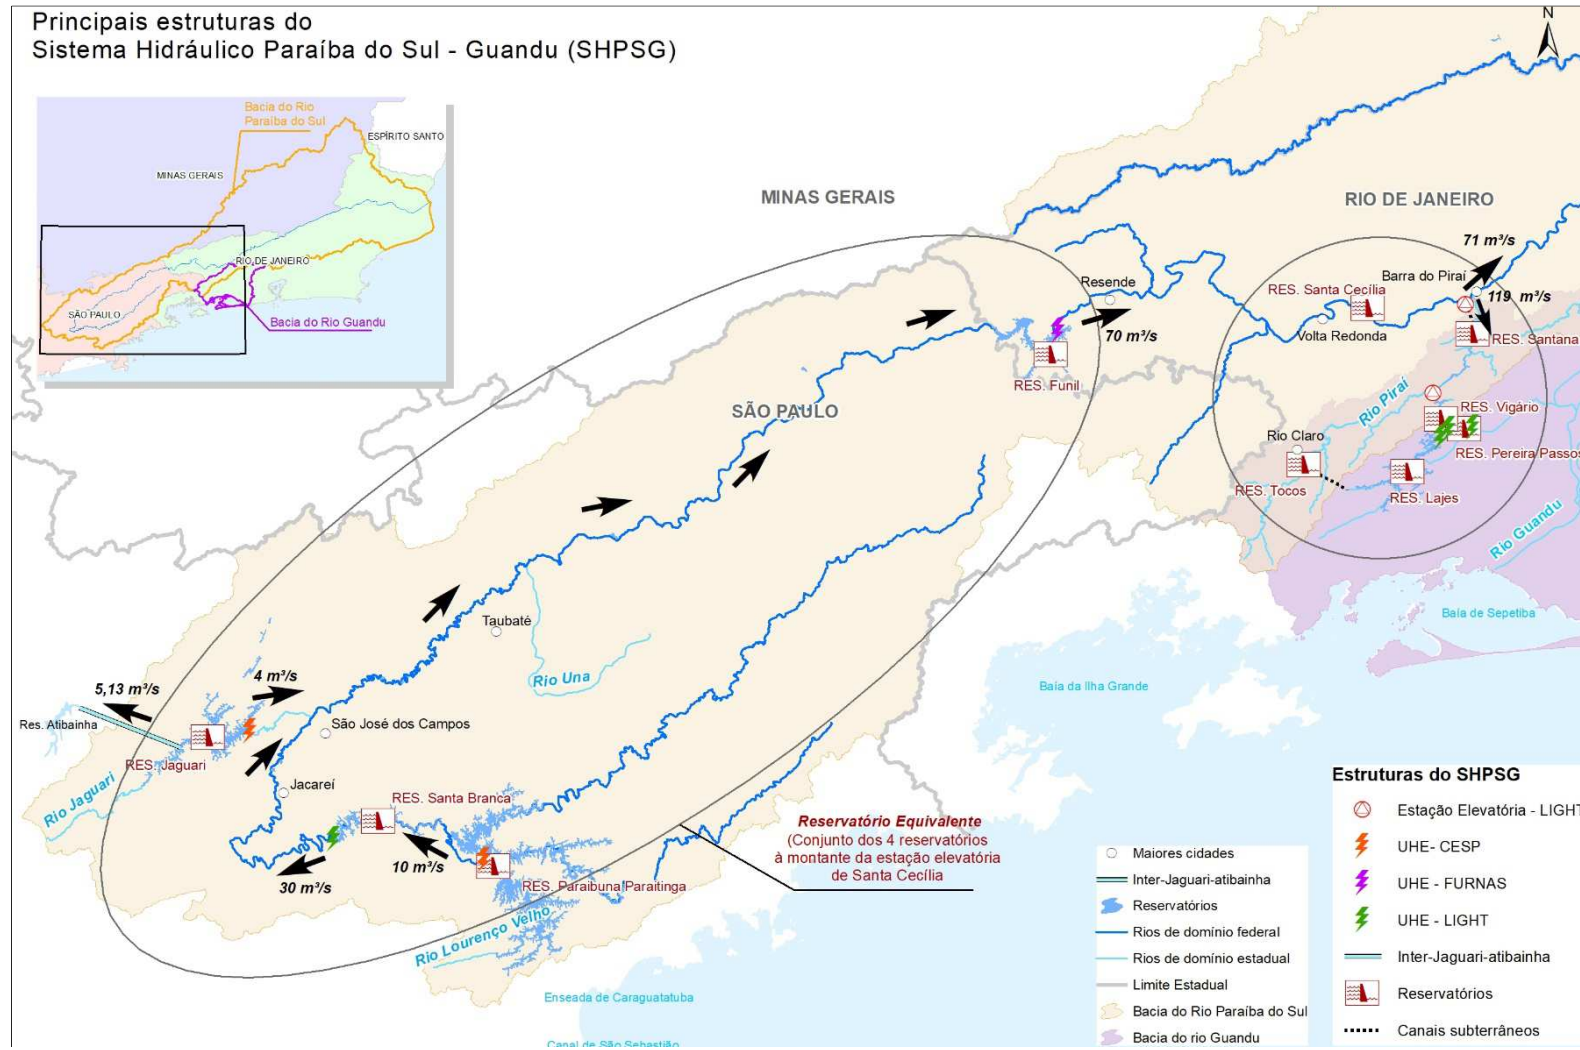 Principais estruturas do
Sistema Hidráulico Paraíba do Sul - Guandu (SHPSG)
N
Bacia do Rio
Paraíba do Sul
ESPÍRITO SANTO
MINAS GERAIS
RIO DE JANEIRO
SÃO PAULO
Bacia do Rio Guandu
MINAS GERAIS
RIO DE JANEIRO
71 m³/s
Barra do Piraí
Resende
RES. Santa Cecília
119 m³/s
70 m³/s
Volta Redonda
RES. Santana
RES. Funil
Rio Piraí
SÃO PAULO
RES. Vigário
Rio Claro
RES. Pereira Passos
RES. Tocos
RES. Lajes
Rio Guandu
Baía de Sepetiba
Taubaté
Rio Una
Baía da Ilha Grande
4 m³/s
5,13 m³/s
Res. Atibainha
São José dos Campos
RES. Jaguari
Rio Jaguari
Jacareí
RES. Santa Branca
10 m³/s
30 m³/s
RES. Paraibuna Paraitinga
Rio Lourenço Velho
Reservatório Equivalente
(Conjunto dos 4 reservatórios
à montante da estação elevatória
de Santa Cecília
Enseada de Caraguatatuba
Canal de São Sebastião
Maiores cidades
Inter-Jaguari-atibainha
Reservatórios
Rios de domínio federal
Rios de domínio estadual
Limite Estadual
Bacia do Rio Paraíba do Sul
Bacia do rio Guandu
Estruturas do SHPSG
Estação Elevatória - LIGHT
UHE- CESP
UHE - FURNAS
UHE - LIGHT
Inter-Jaguari-atibainha
Reservatórios
Canais subterrâneos